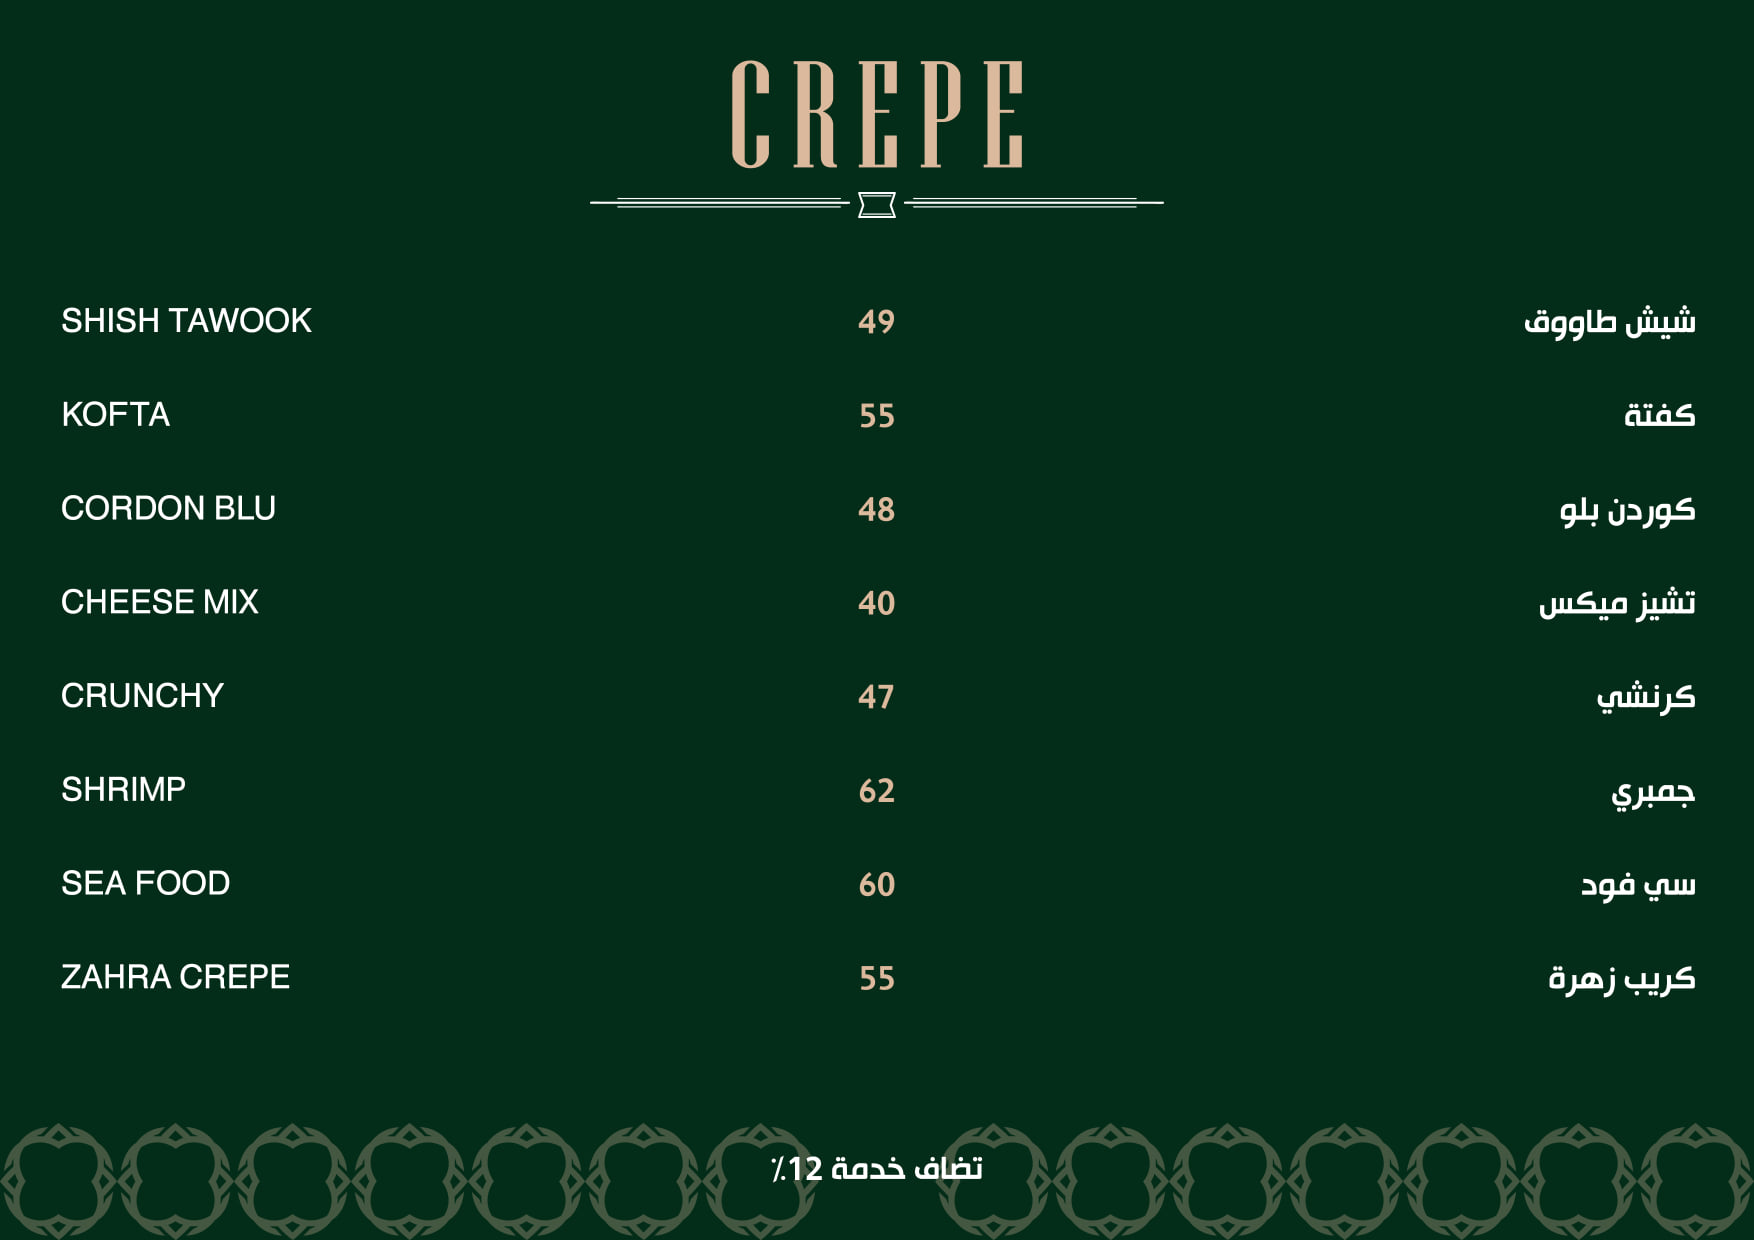 CREPE
SHISH TAWOOK 49 شيش طاووق
KOFTA 55 كفتة
CORDON BLU 48 كوردن بلو
CHEESE MIX 40 تشيز ميكس
CRUNCHY 47 كرنشي
SHRIMP 62 جمبري
SEA FOOD 60 سي فود
ZAHRA CREPE 55 كريب زهرة
تضاف خدمة 12٪